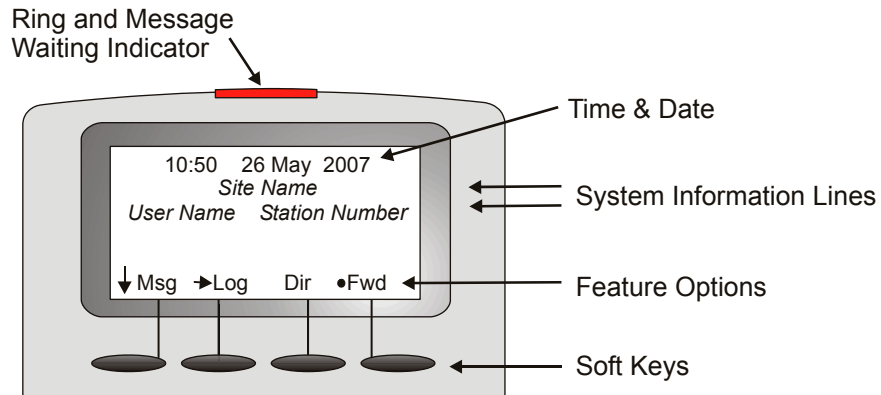 Ring and Message
Waiting Indicator
Time & Date
10:50 26 May 2007
Site Name
User Name Station Number
System Information Lines
↓ Msg →Log Dir •Fwd
Feature Options
Soft Keys